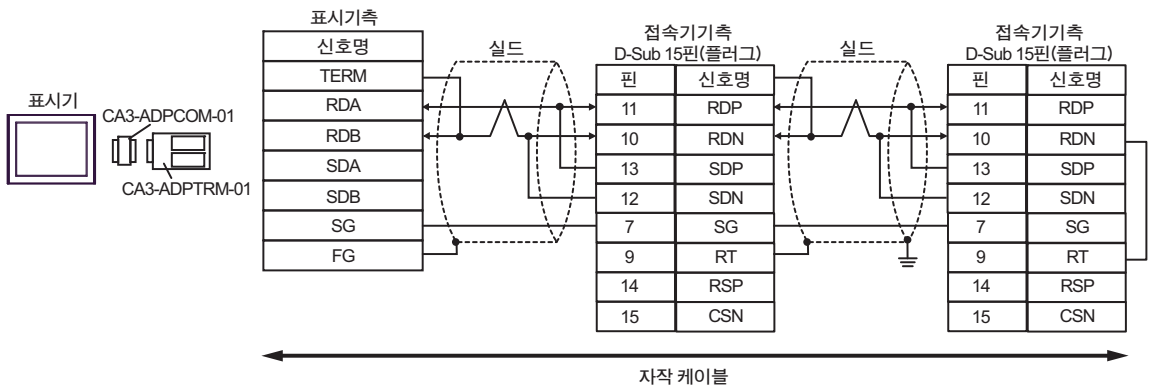 표시기
CA3-ADPCOM-01
CA3-ADPTRM-01
표시기측
신호명
TERM
RDA
RDB
SDA
SDB
SG
FG
실드
접속기기측
D-Sub 15핀(플러그)
핀 신호명
11 RDP
10 RDN
13 SDP
12 SDN
7 SG
9 RT
14 RSP
15 CSN
실드
접속기기측
D-Sub 15핀(플러그)
핀 신호명
11 RDP
10 RDN
13 SDP
12 SDN
7 SG
9 RT
14 RSP
15 CSN
자작 케이블